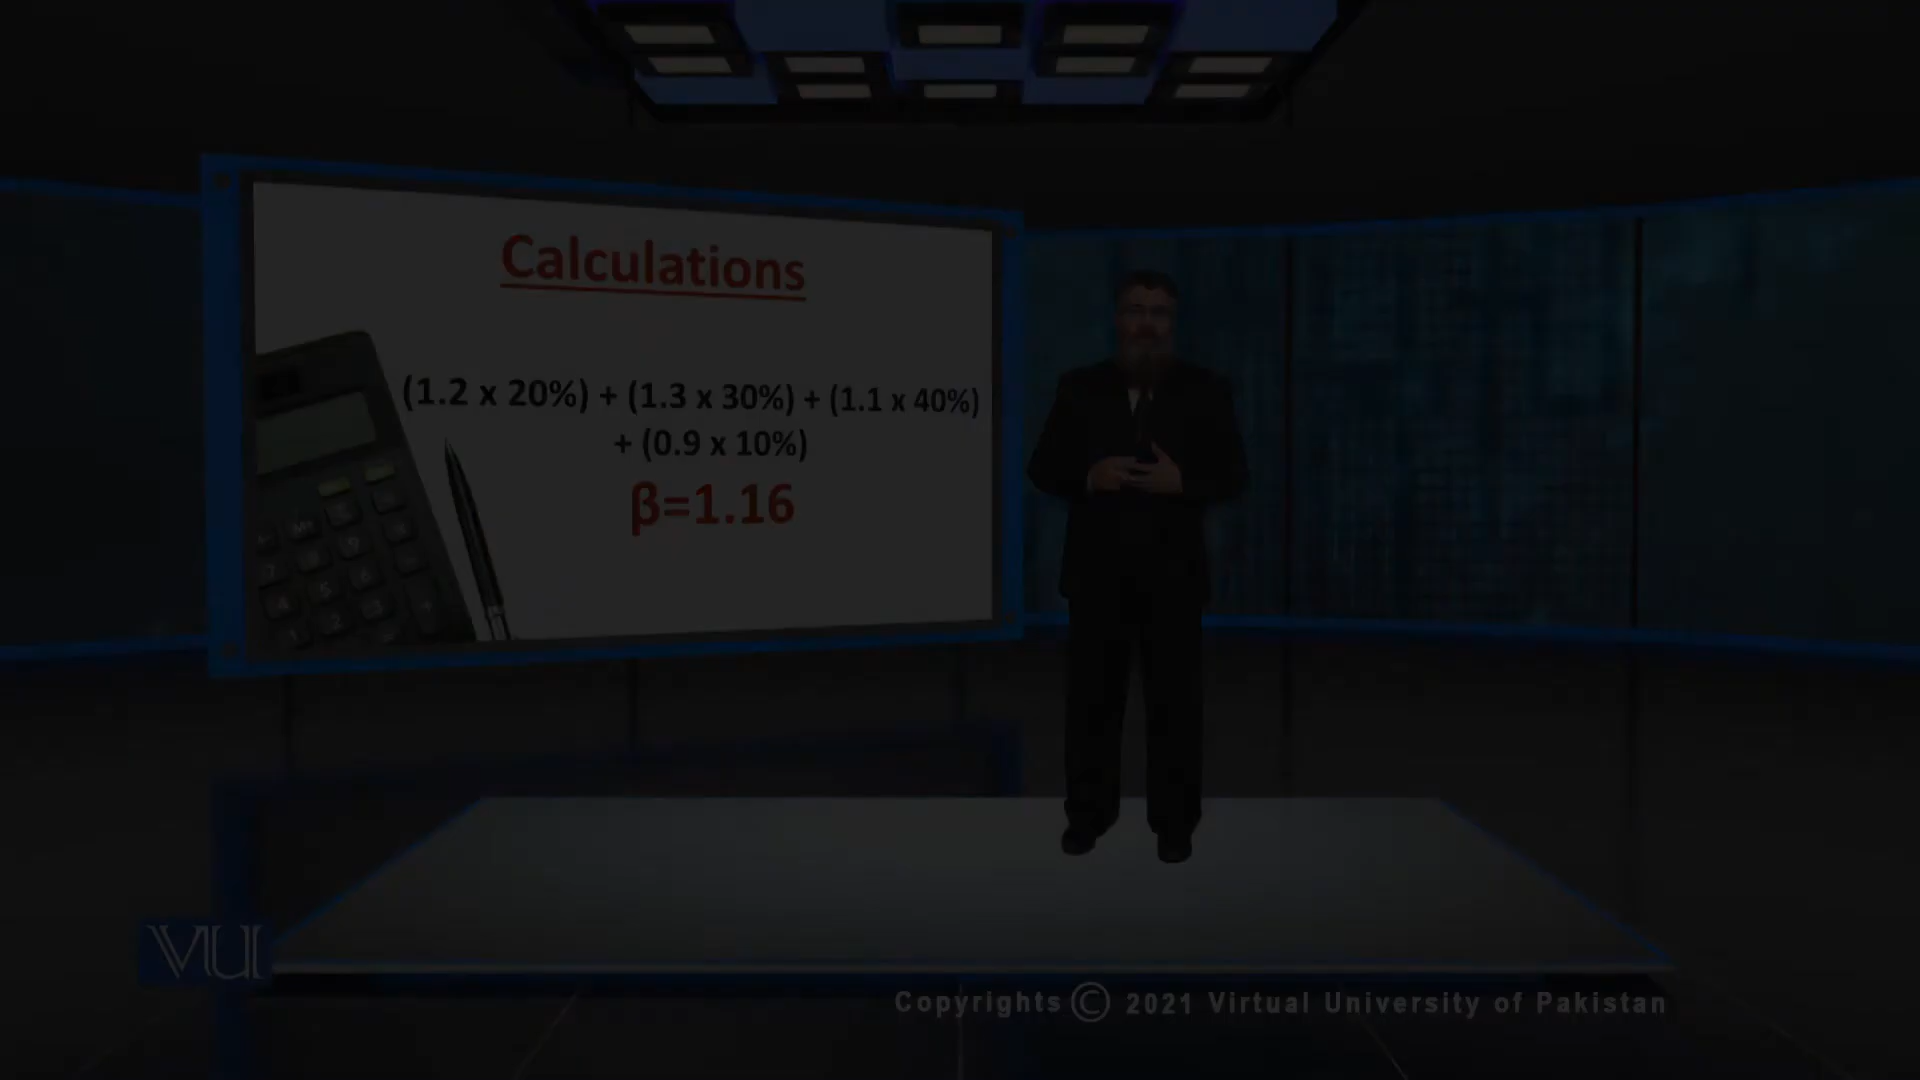 Calculations
(1.2 x 20%) + (1.3 x 30%) + (1.1 x 40%)
+ (0.9 x 10%)
β=1.16
VU
Copyrights © 2021 Virtual University of Pakistan